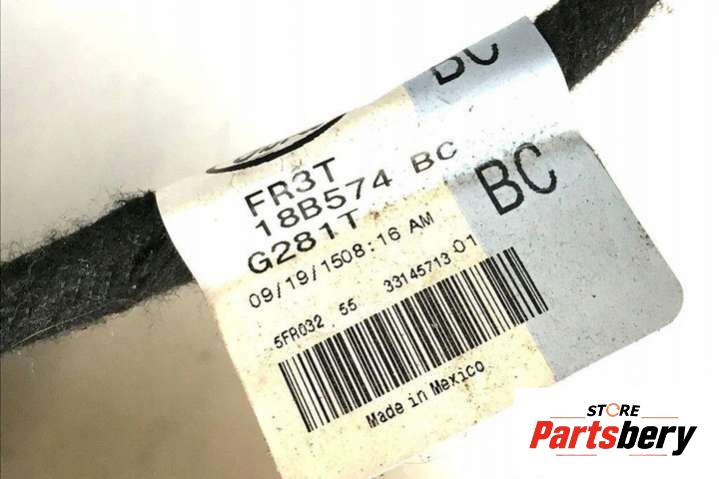 BC
FR3T
18B574 BC
G281T
BC
09/19/1508:16 AM
5FR032 55 33145713 01
Made in Mexico
STORE
Partsbery